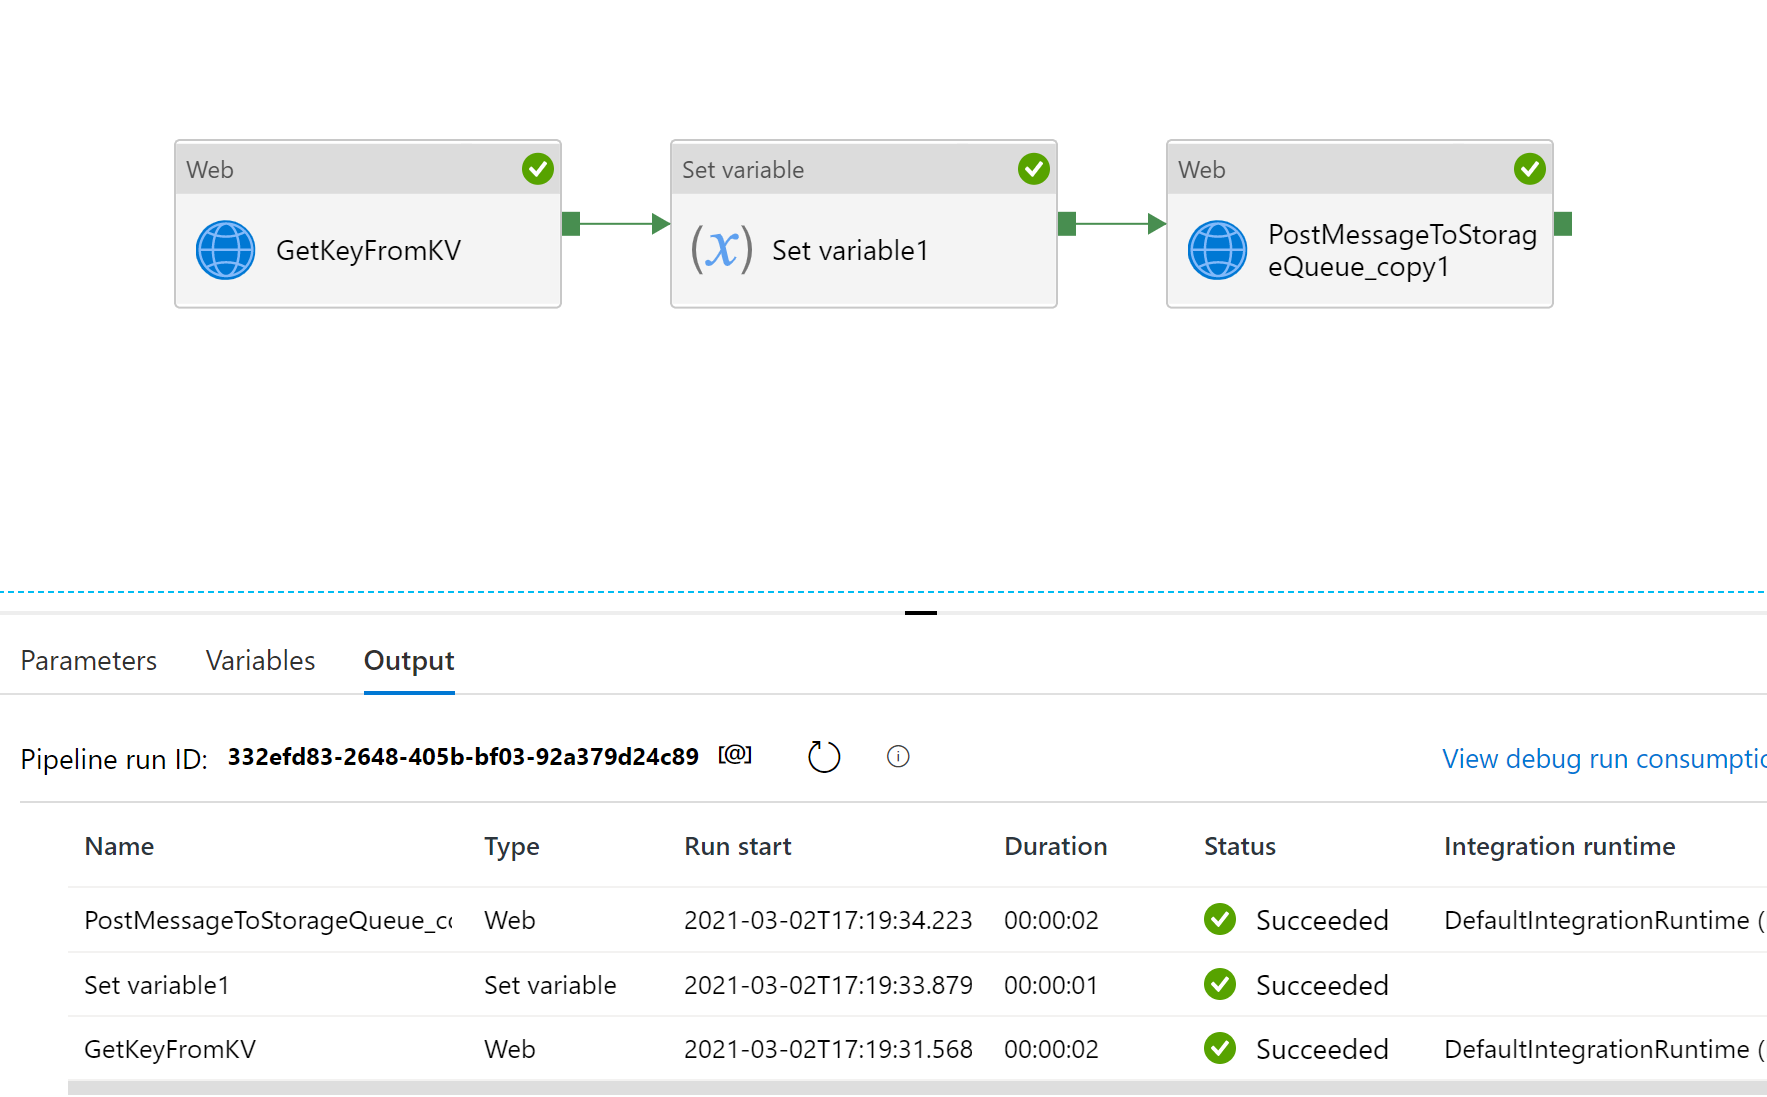 Web
Set variable
Web
GetKeyFromKV
(x) Set variable1
PostMessageToStorag
eQueue_copy1
Parameters Variables Output
Pipeline run ID: 332efd83-2648-405b-bf03-92a379d24c89 [@]
View debug run
Name Type Run start Duration Status Integration runtime
PostMessageToStorageQueue_c Web 2021-03-02T17:19:34.223 00:00:02 Succeeded DefaultIntegrationRuntime (
Set variable1 Set variable 2021-03-02T17:19:33.879 00:00:01 Succeeded
GetKeyFromKV Web 2021-03-02T17:19:31.568 00:00:02 Succeeded DefaultIntegrationRuntime (